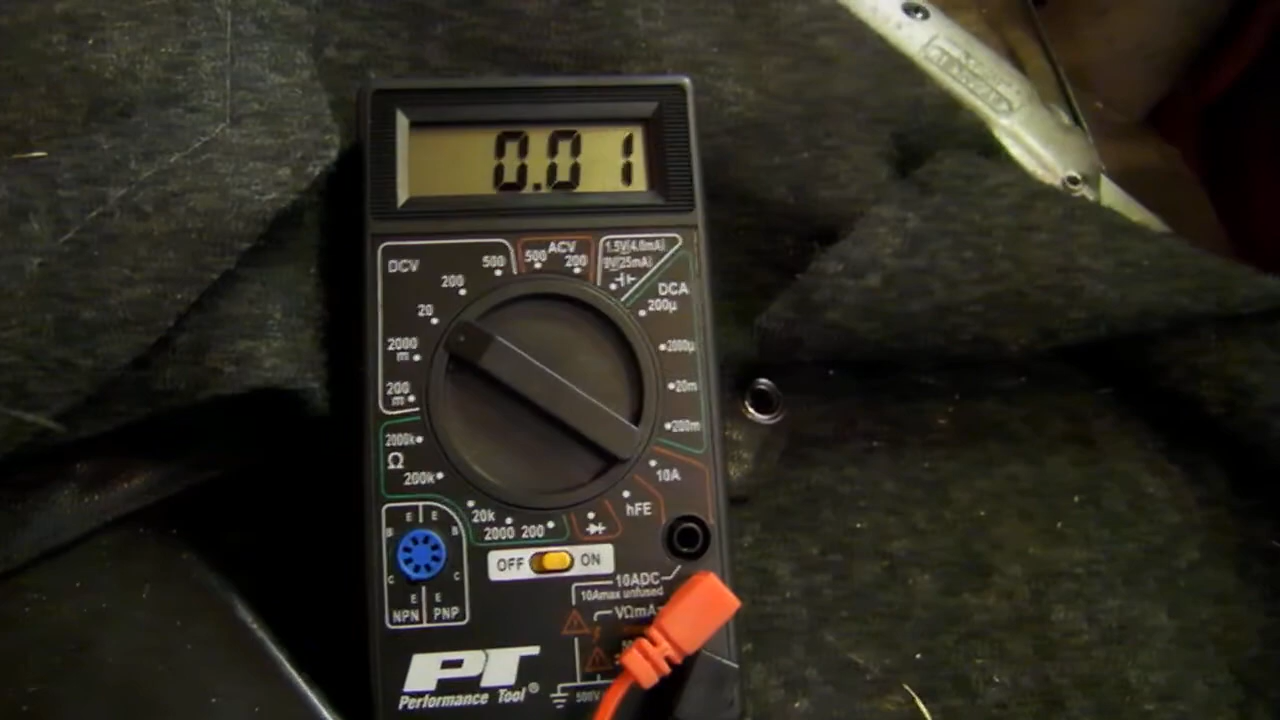 0.01
DCV
500
ACV
500
200
1.5V(4.0mA)
9V(25mA)
200
DCA
200µ
20
2000
m
2000µ
200
m
20m
2000k
200m
Ω
200k
10A
20k
2000
200
hFE
OFF
ON
E E
B B
C C
E E
NPN PNP
10ADC
10Amax unfused
VΩmA
PT
Performance Tool®
500V